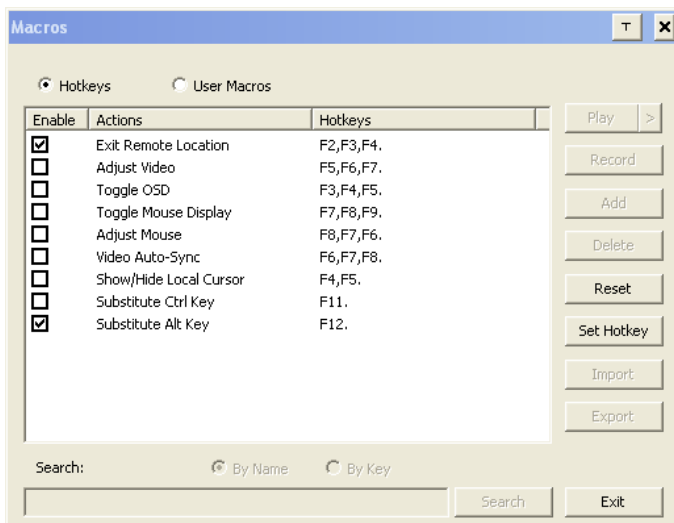 Macros T X
Hotkeys User Macros
Enable Actions Hotkeys
Exit Remote Location F2,F3,F4.
Adjust Video F5,F6,F7.
Toggle OSD F3,F4,F5.
Toggle Mouse Display F7,F8,F9.
Adjust Mouse F8,F7,F6.
Video Auto-Sync F6,F7,F8.
Show/Hide Local Cursor F4,F5.
Substitute Ctrl Key F11.
Substitute Alt Key F12.
Play >
Record
Add
Delete
Reset
Set Hotkey
Import
Export
Search: By Name By Key
Search Exit